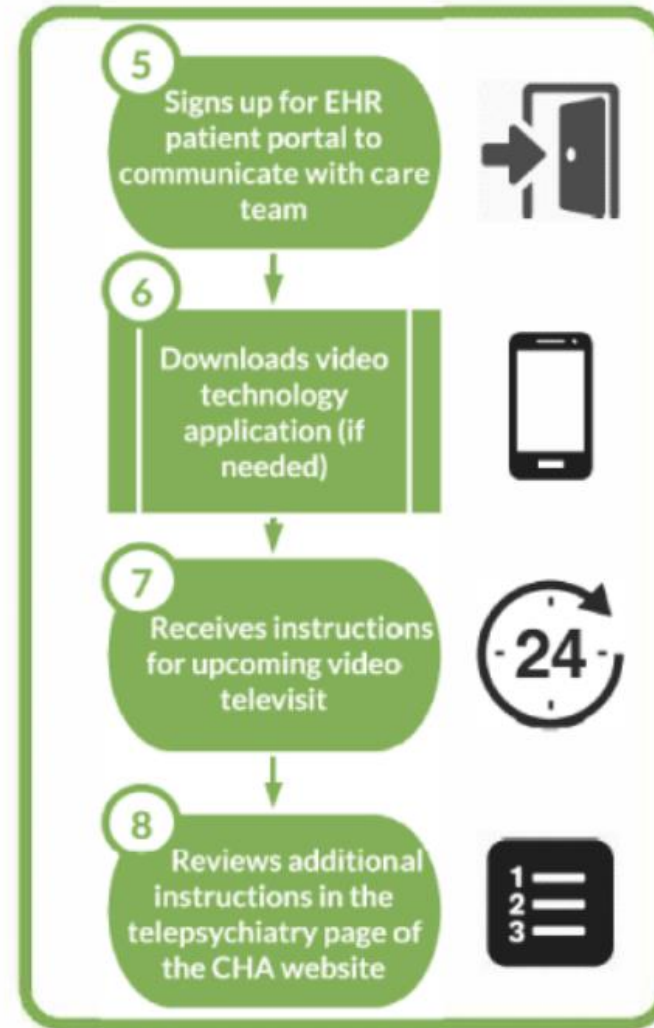 5
Signs up for EHR
patient portal to
communicate with care
team
6
Downloads video
technology
application (if
needed)
7
Receives instructions
for upcoming video
televisit
24
8
Reviews additional
instructions in the
telepsychiatry page of
the CHA website
1
2
3